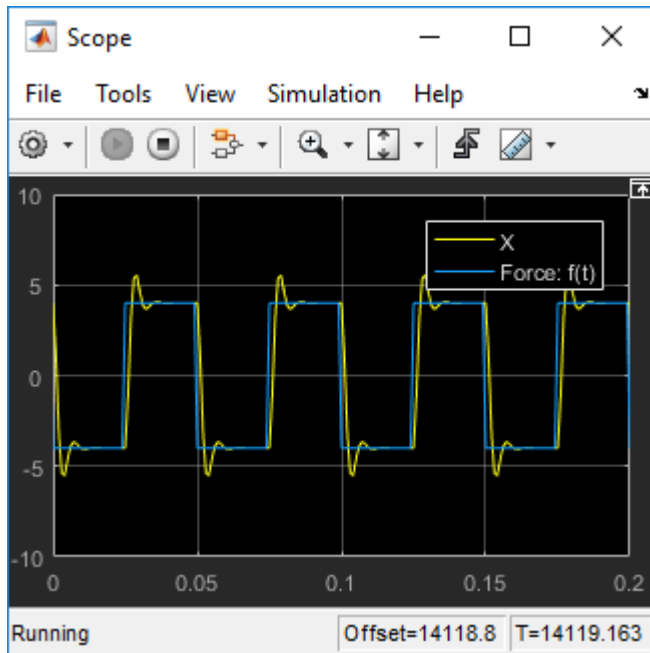 Scope
File Tools View Simulation Help
10
X
Force: f(t)
5
0
-5
-10
0 0.05 0.1 0.15 0.2
Running Offset=14118.8 T=14119.163